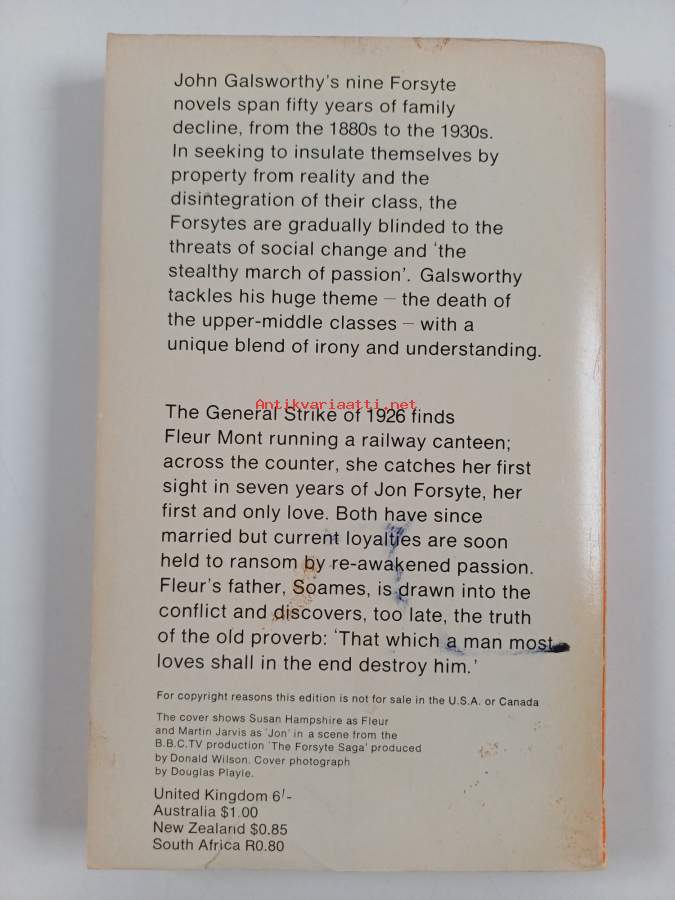 John Galsworthy's nine Forsyte
novels span fifty years of family
decline, from the 1880s to the 1930s.
In seeking to insulate themselves by
property from reality and the
disintegration of their class, the
Forsytes are gradually blinded to the
threats of social change and 'the
stealthy march of passion'. Galsworthy
tackles his huge theme – the death of
the upper-middle classes – with a
unique blend of irony and understanding.
Antikvariaatti.net
The General Strike of 1926 finds
Fleur Mont running a railway canteen;
across the counter, she catches her first
sight in seven years of Jon Forsyte, her
first and only love. Both have since
married but current loyalties are soon
held to ransom by re-awakened passion.
Fleur's father, Soames, is drawn into the
conflict and discovers, too late, the truth
of the old proverb: 'That which a man most
loves shall in the end destroy him.'
For copyright reasons this edition is not for sale in the U.S.A. or Canada
The cover shows Susan Hampshire as Fleur
and Martin Jarvis as 'Jon' in a scene from the
B.B.C.TV production 'The Forsyte Saga' produced
by Donald Wilson. Cover photograph
by Douglas Playle.
United Kingdom 6/-
Australia $1.00
New Zealand $0.85
South Africa R0.80